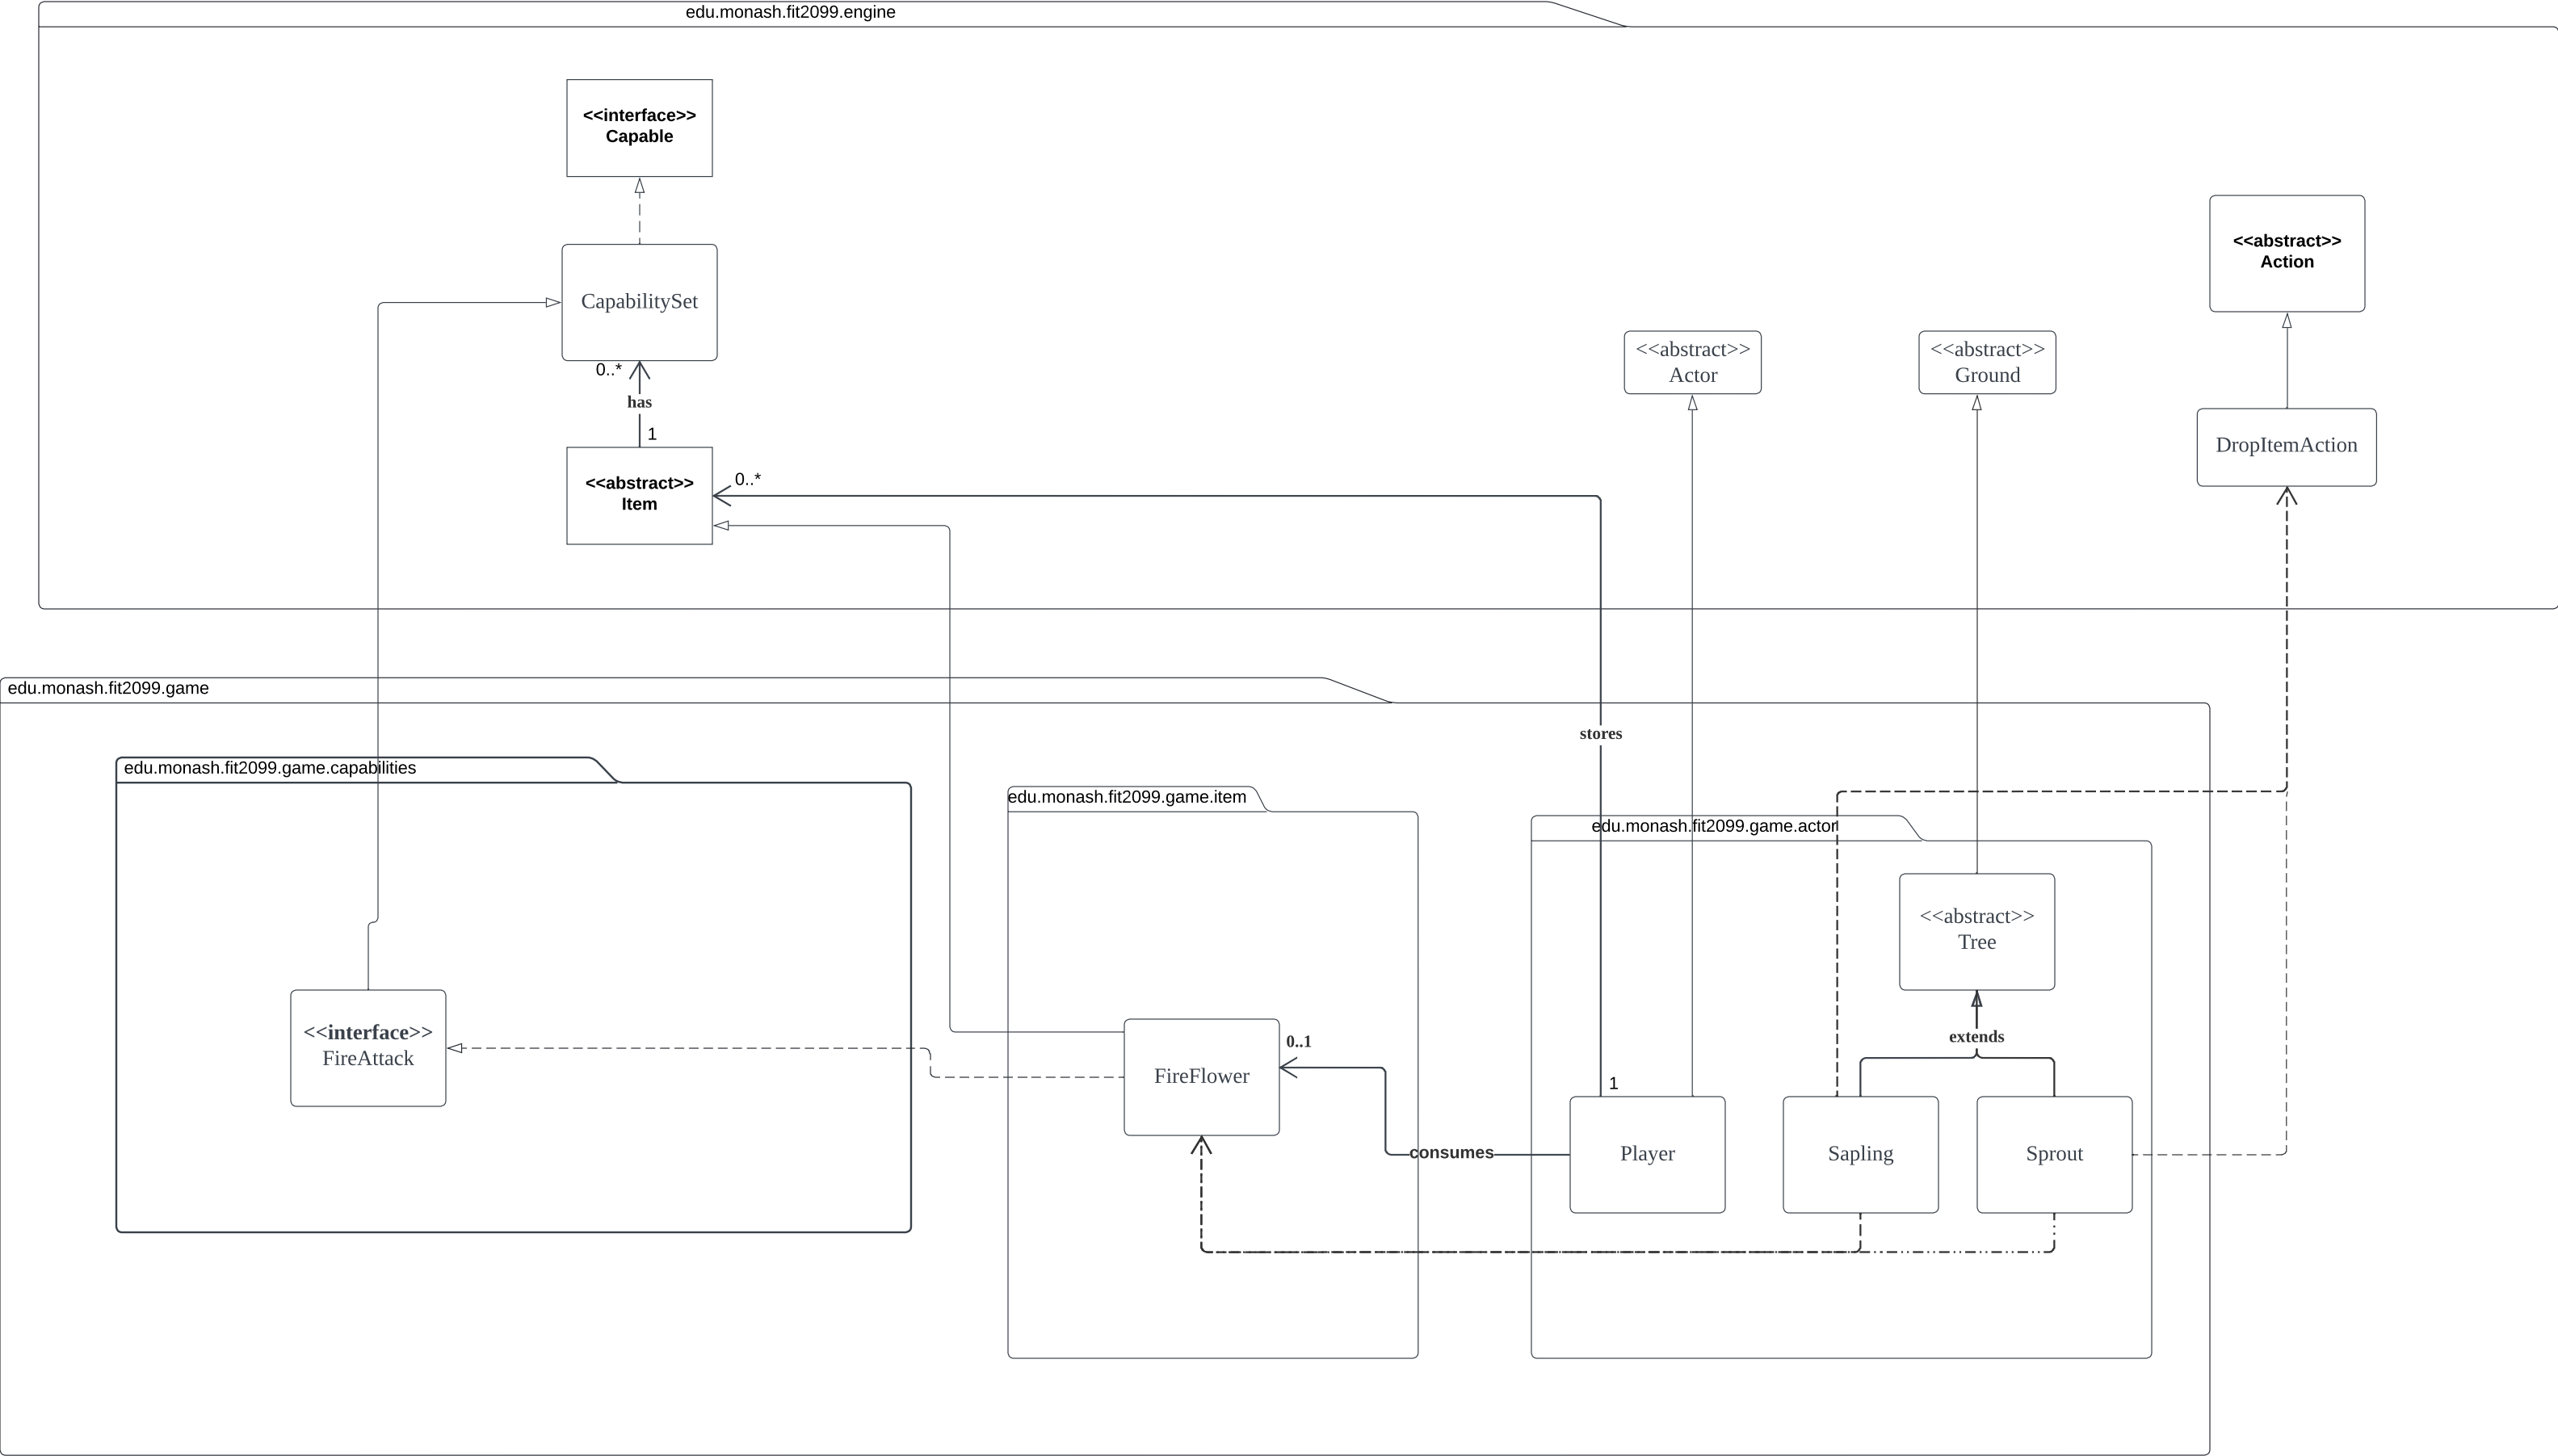 edu.monash.fit2099.engine
<<interface>>
Capable
<<abstract>>
Action
CapabilitySet
<<abstract>>
Actor
<<abstract>>
Ground
0..*
has
1
DropItemAction
<<abstract>>
Item
0..*
edu.monash.fit2099.game
stores
edu.monash.fit2099.game.capabilities
edu.monash.fit2099.game.item
edu.monash.fit2099.game.actor
<<abstract>>
Tree
<<interface>>
FireAttack
FireFlower
0..1
extends
1
consumes
Player
Sapling
Sprout